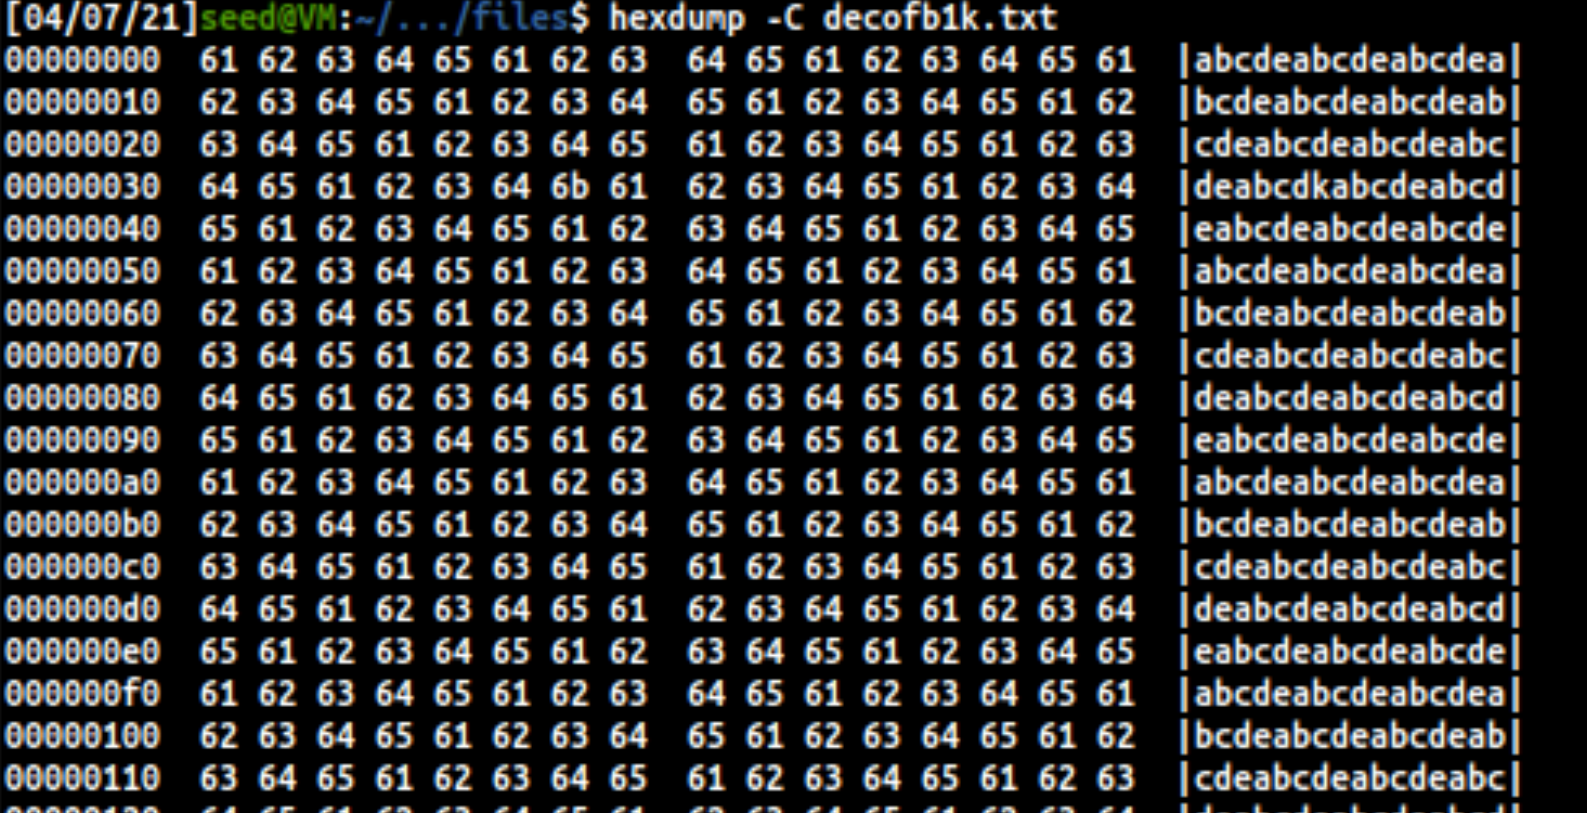 [04/07/21]seed@VM:~/.../files$ hexdump -C decofb1k.txt
00000000  61 62 63 64 65 61 62 63  64 65 61 62 63 64 65 61  |abcdeabcdeabcdea|
00000010  62 63 64 65 61 62 63 64  65 61 62 63 64 65 61 62  |bcdeabcdeabcdeab|
00000020  63 64 65 61 62 63 64 65  61 62 63 64 65 61 62 63  |cdeabcdeabcdeabc|
00000030  64 65 61 62 63 64 6b 61  62 63 64 65 61 62 63 64  |deabcdkabcdeabcd|
00000040  65 61 62 63 64 65 61 62  63 64 65 61 62 63 64 65  |eabcdeabcdeabcde|
00000050  61 62 63 64 65 61 62 63  64 65 61 62 63 64 65 61  |abcdeabcdeabcdea|
00000060  62 63 64 65 61 62 63 64  65 61 62 63 64 65 61 62  |bcdeabcdeabcdeab|
00000070  63 64 65 61 62 63 64 65  61 62 63 64 65 61 62 63  |cdeabcdeabcdeabc|
00000080  64 65 61 62 63 64 65 61  62 63 64 65 61 62 63 64  |deabcdeabcdeabcd|
00000090  65 61 62 63 64 65 61 62  63 64 65 61 62 63 64 65  |eabcdeabcdeabcde|
000000a0  61 62 63 64 65 61 62 63  64 65 61 62 63 64 65 61  |abcdeabcdeabcdea|
000000b0  62 63 64 65 61 62 63 64  65 61 62 63 64 65 61 62  |bcdeabcdeabcdeab|
000000c0  63 64 65 61 62 63 64 65  61 62 63 64 65 61 62 63  |cdeabcdeabcdeabc|
000000d0  64 65 61 62 63 64 65 61  62 63 64 65 61 62 63 64  |deabcdeabcdeabcd|
000000e0  65 61 62 63 64 65 61 62  63 64 65 61 62 63 64 65  |eabcdeabcdeabcde|
000000f0  61 62 63 64 65 61 62 63  64 65 61 62 63 64 65 61  |abcdeabcdeabcdea|
00000100  62 63 64 65 61 62 63 64  65 61 62 63 64 65 61 62  |bcdeabcdeabcdeab|
00000110  63 64 65 61 62 63 64 65  61 62 63 64 65 61 62 63  |cdeabcdeabcdeabc|